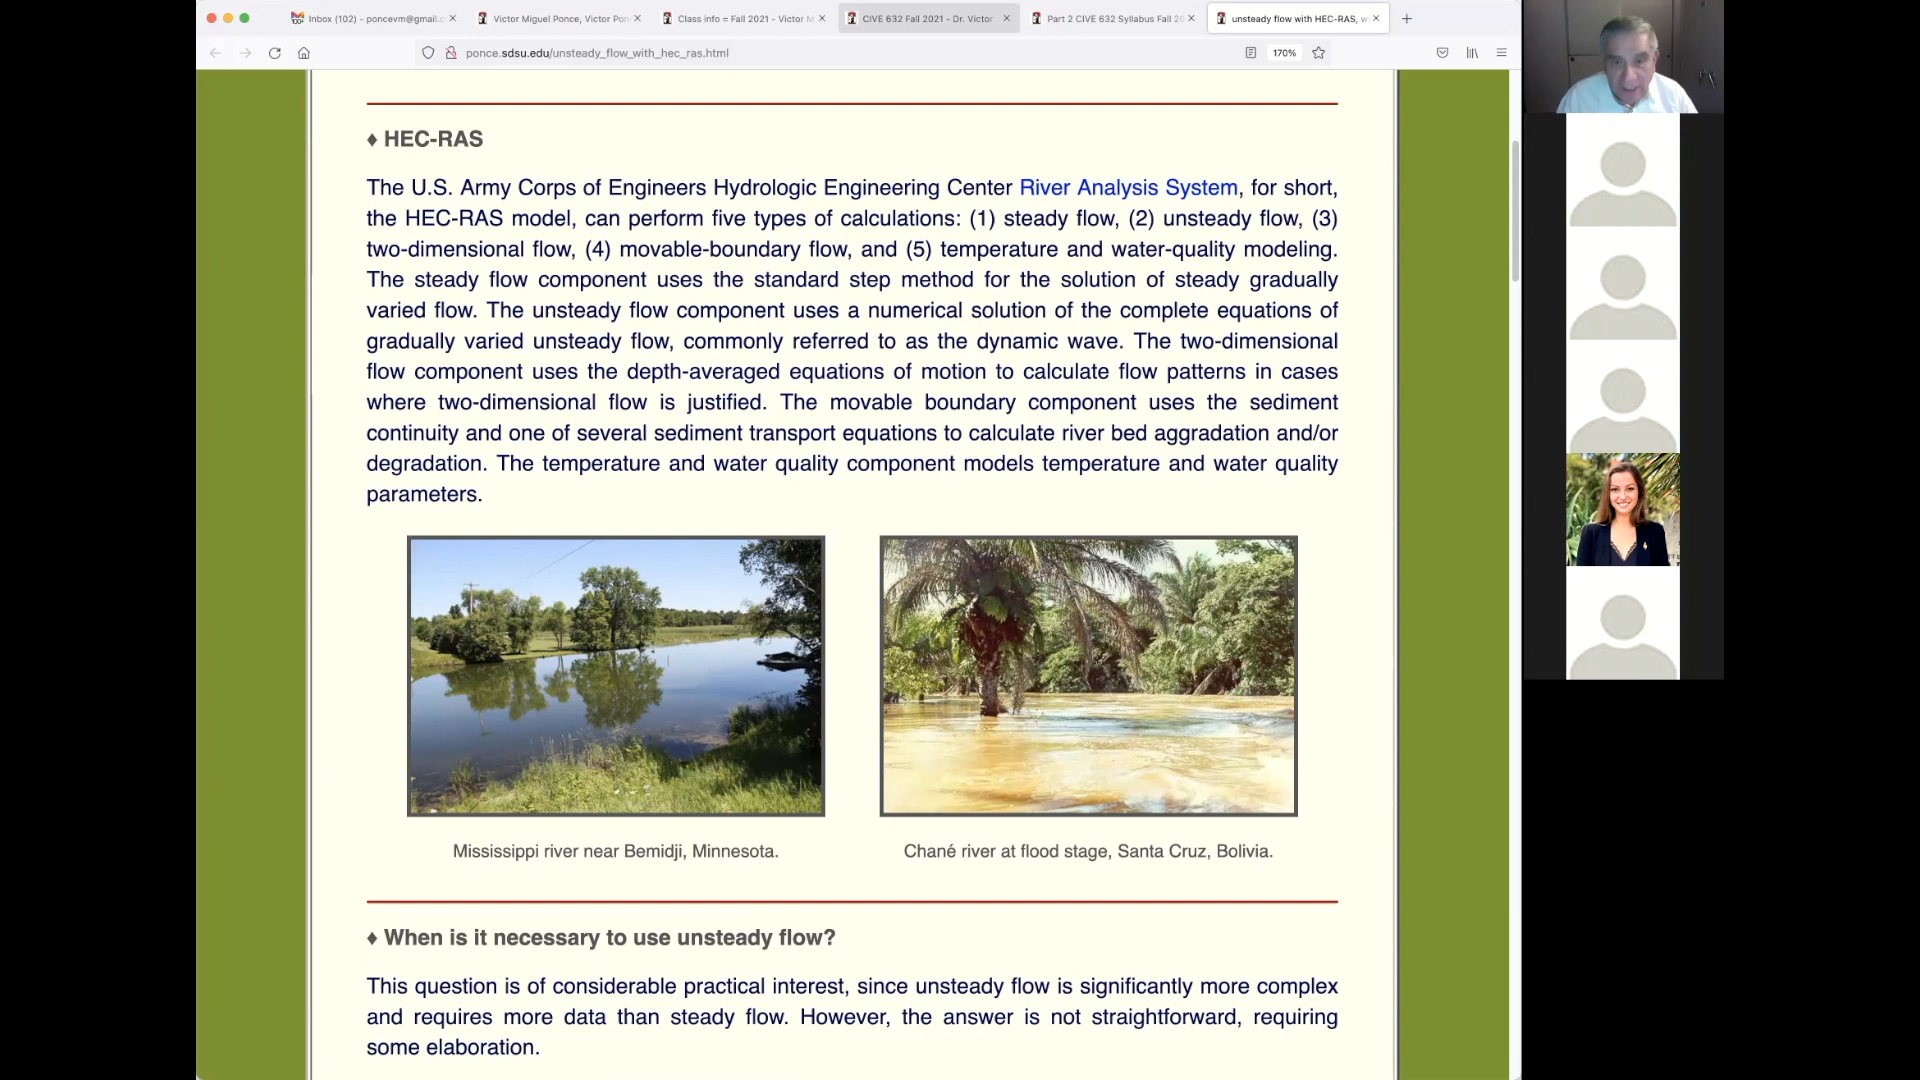 Inbox (102) - poncevm@gmail.c
Victor Miguel Ponce, Victor Pon
Class info = Fall 2021 - Victor M
CIVE 632 Fall 2021 - Dr. Victor
Part 2 CIVE 632 Syllabus Fall 20
unsteady flow with HEC-RAS, w
ponce.sdsu.edu/unsteady_flow_with_hec_ras.html
170%
♦ HEC-RAS
The U.S. Army Corps of Engineers Hydrologic Engineering Center River Analysis System, for short,
the HEC-RAS model, can perform five types of calculations: (1) steady flow, (2) unsteady flow, (3)
two-dimensional flow, (4) movable-boundary flow, and (5) temperature and water-quality modeling.
The steady flow component uses the standard step method for the solution of steady gradually
varied flow. The unsteady flow component uses a numerical solution of the complete equations of
gradually varied unsteady flow, commonly referred to as the dynamic wave. The two-dimensional
flow component uses the depth-averaged equations of motion to calculate flow patterns in cases
where two-dimensional flow is justified. The movable boundary component uses the sediment
continuity and one of several sediment transport equations to calculate river bed aggradation and/or
degradation. The temperature and water quality component models temperature and water quality
parameters.
Mississippi river near Bemidji, Minnesota.
Chané river at flood stage, Santa Cruz, Bolivia.
♦ When is it necessary to use unsteady flow?
This question is of considerable practical interest, since unsteady flow is significantly more complex
and requires more data than steady flow. However, the answer is not straightforward, requiring
some elaboration.